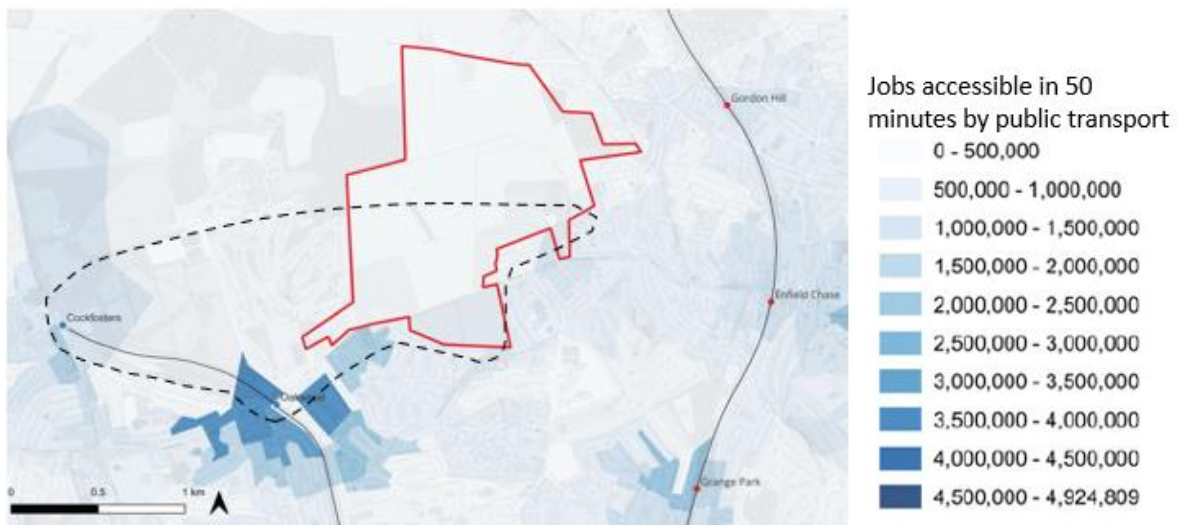 Gordon Hill
Enfield Chase
Cockfosters
Grange Park
0 0.5 1 km
Jobs accessible in 50
minutes by public transport
0 - 500,000
500,000 - 1,000,000
1,000,000 - 1,500,000
1,500,000 - 2,000,000
2,000,000 - 2,500,000
2,500,000 - 3,000,000
3,000,000 - 3,500,000
3,500,000 - 4,000,000
4,000,000 - 4,500,000
4,500,000 - 4,924,809